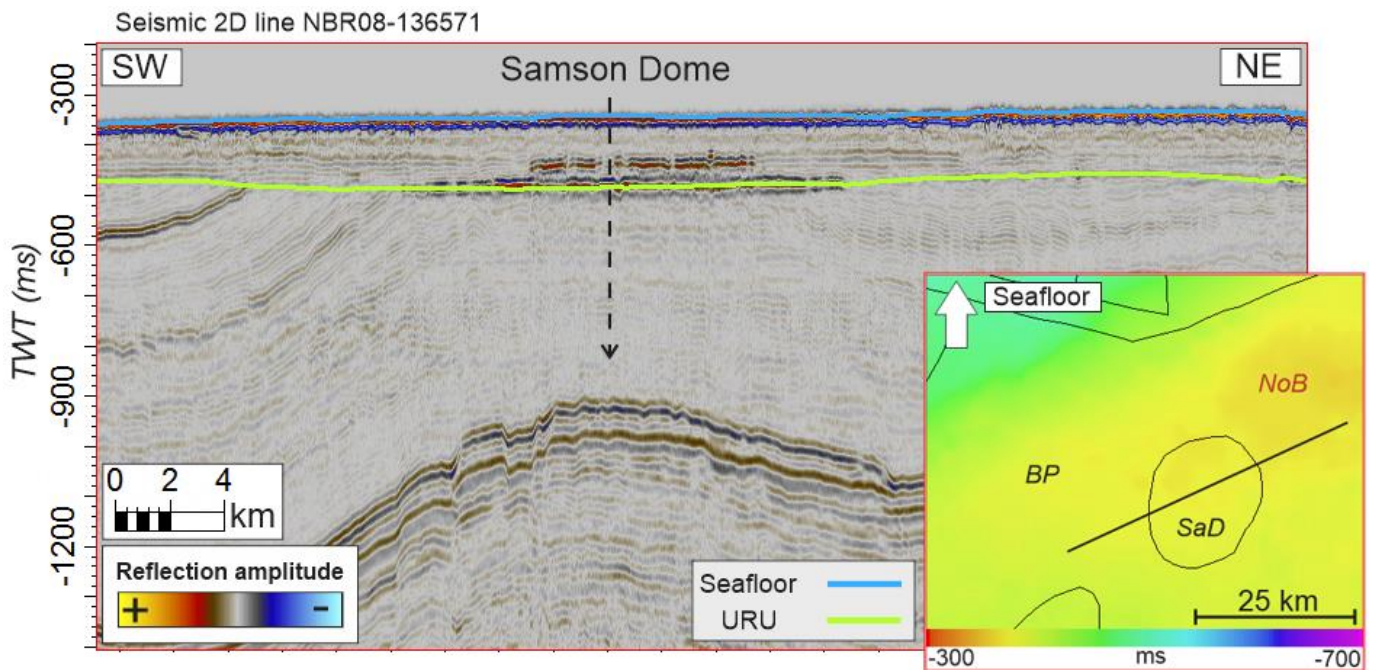 Seismic 2D line NBR08-136571
SW
Samson Dome
NE
-300
-600
-900
-1200
TWT (ms)
0 2 4
km
Reflection amplitude
+ -
Seafloor
URU
Seafloor
NoB
BP
SaD
25 km
-300 ms -700